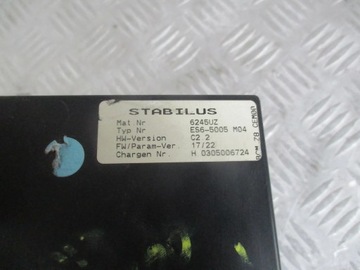 STABILUS
Mat Nr 6245UZ
Typ Nr ES6-5005 M04
HW-Version C2.2
FW/Param-Ver. 17/22
Chargen Nr. H 0305006724